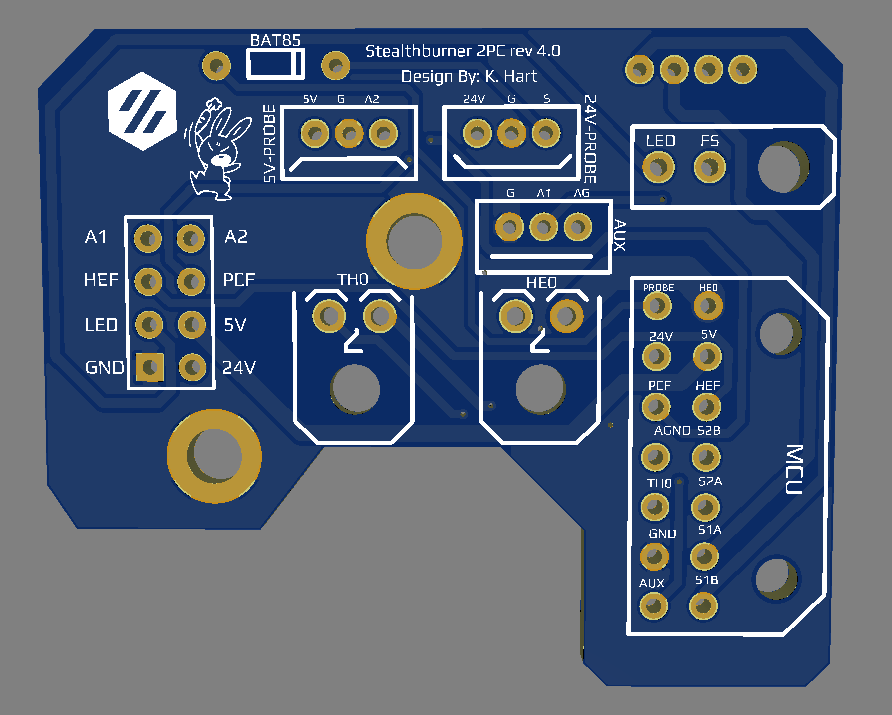 BAT85
Stealthburner 2PC rev 4.0
Design By: K. Hart
5V G A2
24V G S
5V-PROBE
24V-PROBE
LED FS
G A1 AG
AUX
A1 A2
HEF PCF
LED 5V
GND 24V
TH0
2
HE0
2
PROBE HE0
24V 5V
PCF HEF
AGND S2B
TH0 S2A
GND S1A
AUX S1B
MCU